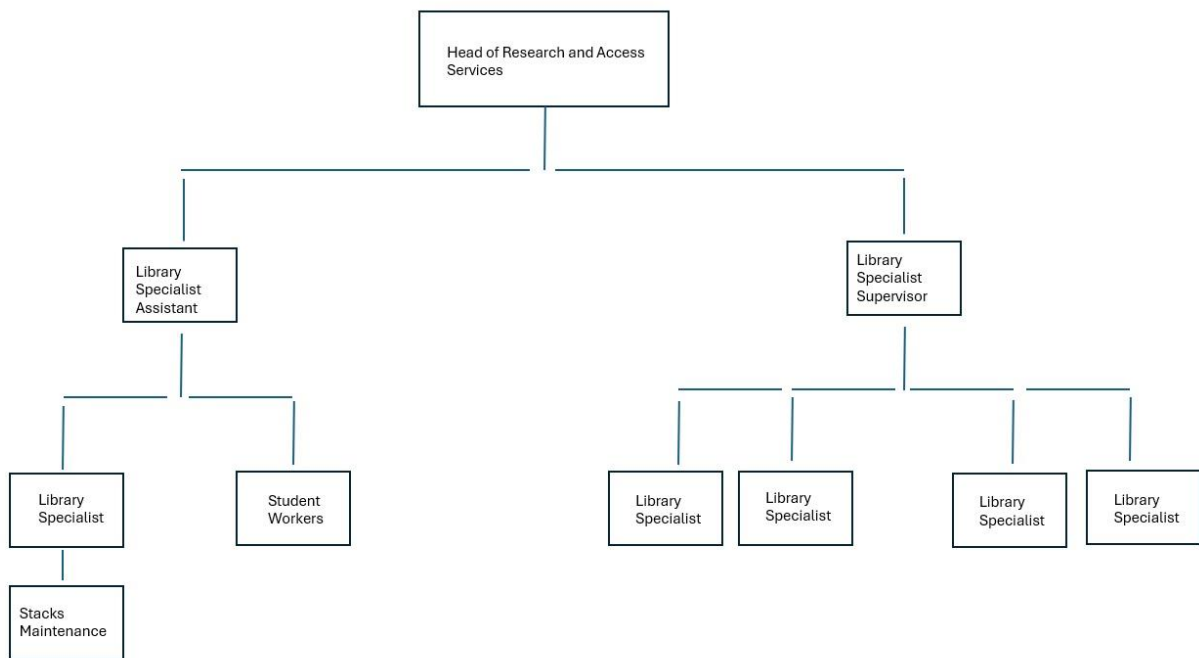 Head of Research and Access
Services
Library
Specialist
Assistant
Library
Specialist
Supervisor
Library
Specialist
Student
Workers
Library
Specialist
Library
Specialist
Library
Specialist
Library
Specialist
Stacks
Maintenance